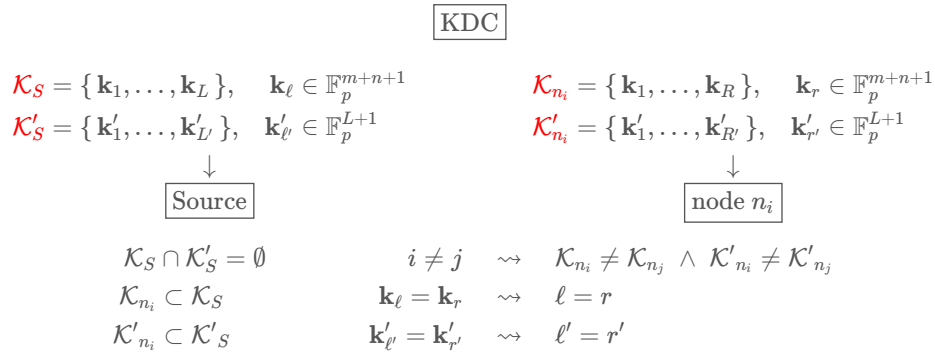 KDC
𝒦_S = { 𝐤_1, …, 𝐤_L }, 𝐤_ℓ ∈ 𝔽_p^{m+n+1} 𝒦_{n_i} = { 𝐤_1, …, 𝐤_R }, 𝐤_r ∈ 𝔽_p^{m+n+1}
𝒦′_S = { 𝐤′_1, …, 𝐤′_{L′} }, 𝐤′_{ℓ′} ∈ 𝔽_p^{L+1} 𝒦′_{n_i} = { 𝐤′_1, …, 𝐤′_{R′} }, 𝐤′_{r′} ∈ 𝔽_p^{L+1}
↓ ↓
Source node n_i
𝒦_S ∩ 𝒦′_S = ∅ i ≠ j ⇝ 𝒦_{n_i} ≠ 𝒦_{n_j} ∧ 𝒦′_{n_i} ≠ 𝒦′_{n_j}
𝒦_{n_i} ⊂ 𝒦_S 𝐤_ℓ = 𝐤_r ⇝ ℓ = r
𝒦′_{n_i} ⊂ 𝒦′_S 𝐤′_{ℓ′} = 𝐤′_{r′} ⇝ ℓ′ = r′